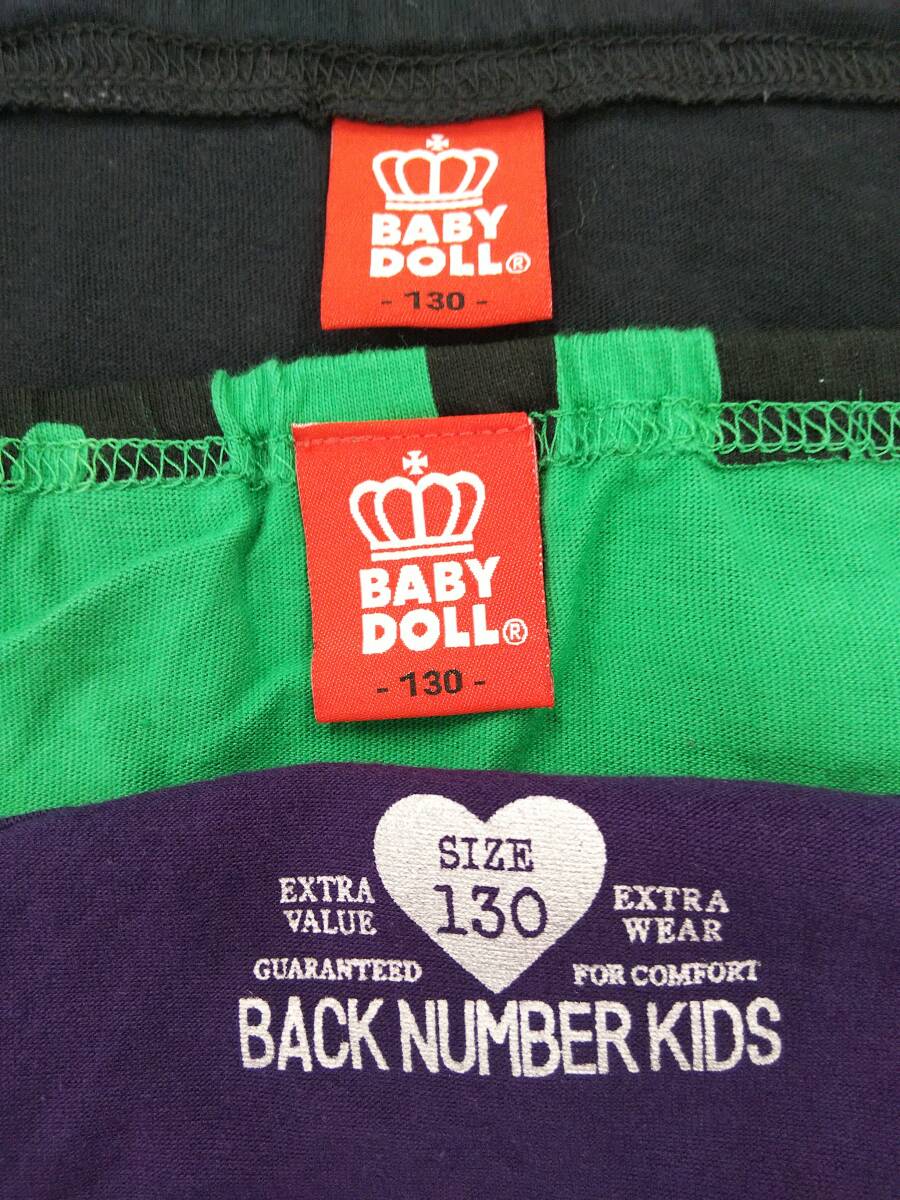 BABY
DOLL®
- 130 -
BABY
DOLL®
- 130 -
SIZE
130
EXTRA
VALUE
EXTRA
WEAR
GUARANTEED
FOR COMFORT
BACK NUMBER KIDS